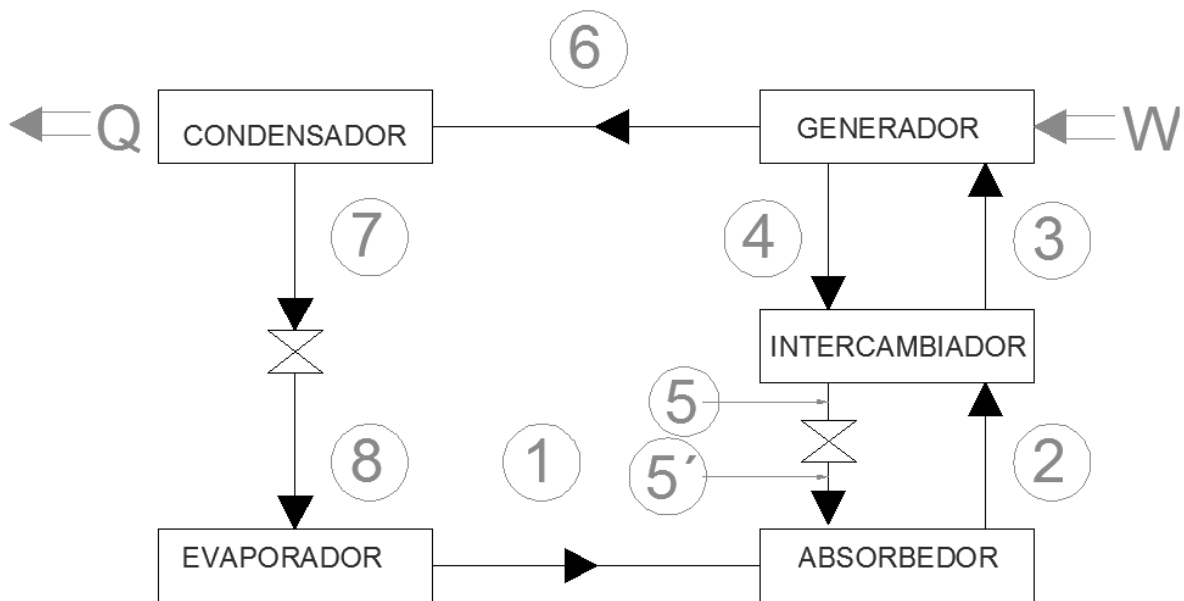 6
Q
CONDENSADOR
GENERADOR
W
7
4
3
INTERCAMBIADOR
5
8
1
5´
2
EVAPORADOR
ABSORBEDOR